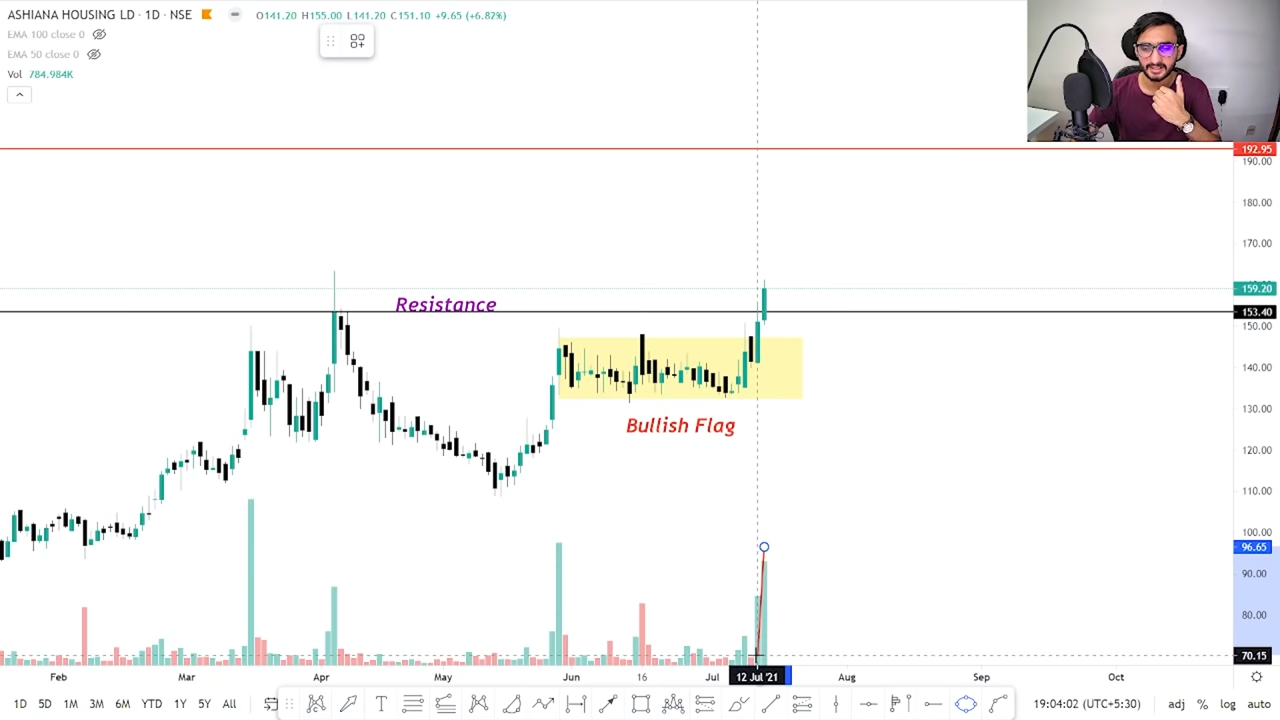 ASHIANA HOUSING LD · 1D · NSE O141.20 H155.00 L141.20 C151.10 +9.65 (+6.82%)
EMA 100 close 0
EMA 50 close 0
Vol 784.984K
192.95
190.00
180.00
170.00
159.20
Resistance
153.40
150.00
140.00
130.00
Bullish Flag
120.00
110.00
100.00
96.65
90.00
80.00
70.15
Feb Mar Apr May Jun 16 Jul 12 Jul '21 Aug Sep Oct
1D 5D 1M 3M 6M YTD 1Y 5Y All 19:04:02 (UTC+5:30) adj % log auto